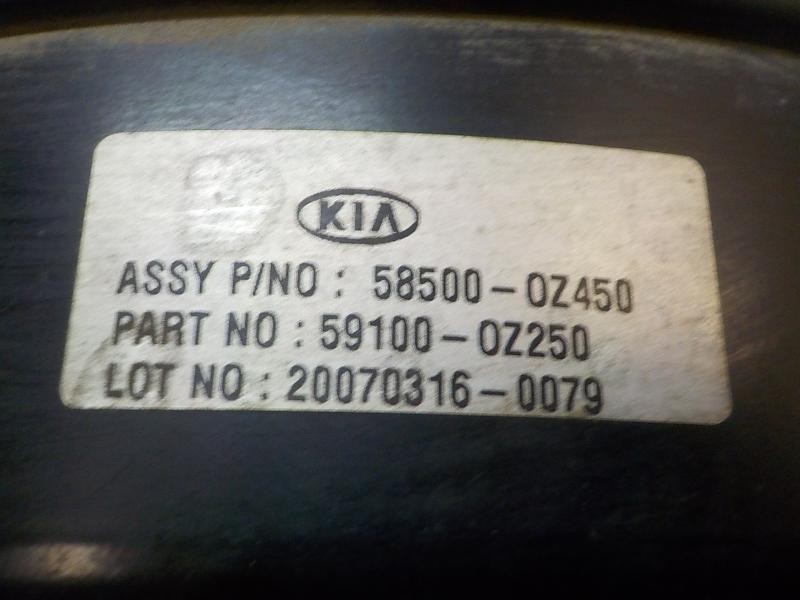 KIA
ASSY P/NO : 58500-0Z450
PART NO : 59100-0Z250
LOT NO : 20070316-0079